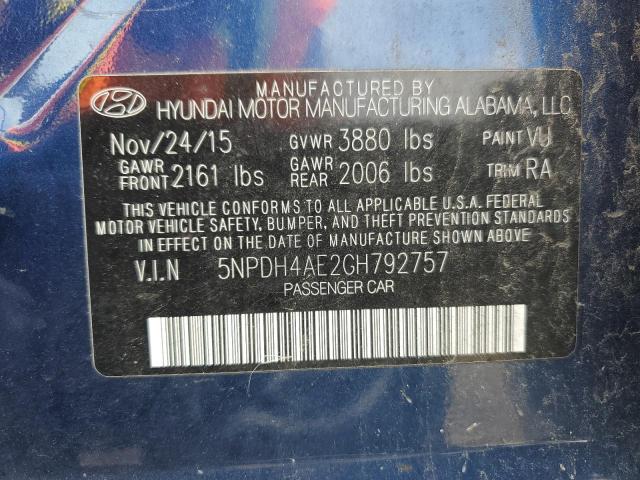 MANUFACTURED BY
HYUNDAI MOTOR MANUFACTURING ALABAMA, LLC
Nov/24/15 GVWR 3880 lbs PAINT VU
GAWR FRONT 2161 lbs GAWR REAR 2006 lbs TRIM RA
THIS VEHICLE CONFORMS TO ALL APPLICABLE U.S.A. FEDERAL
MOTOR VEHICLE SAFETY, BUMPER, AND THEFT PREVENTION STANDARDS
IN EFFECT ON THE DATE OF MANUFACTURE SHOWN ABOVE.
V.I.N 5NPDH4AE2GH792757
PASSENGER CAR